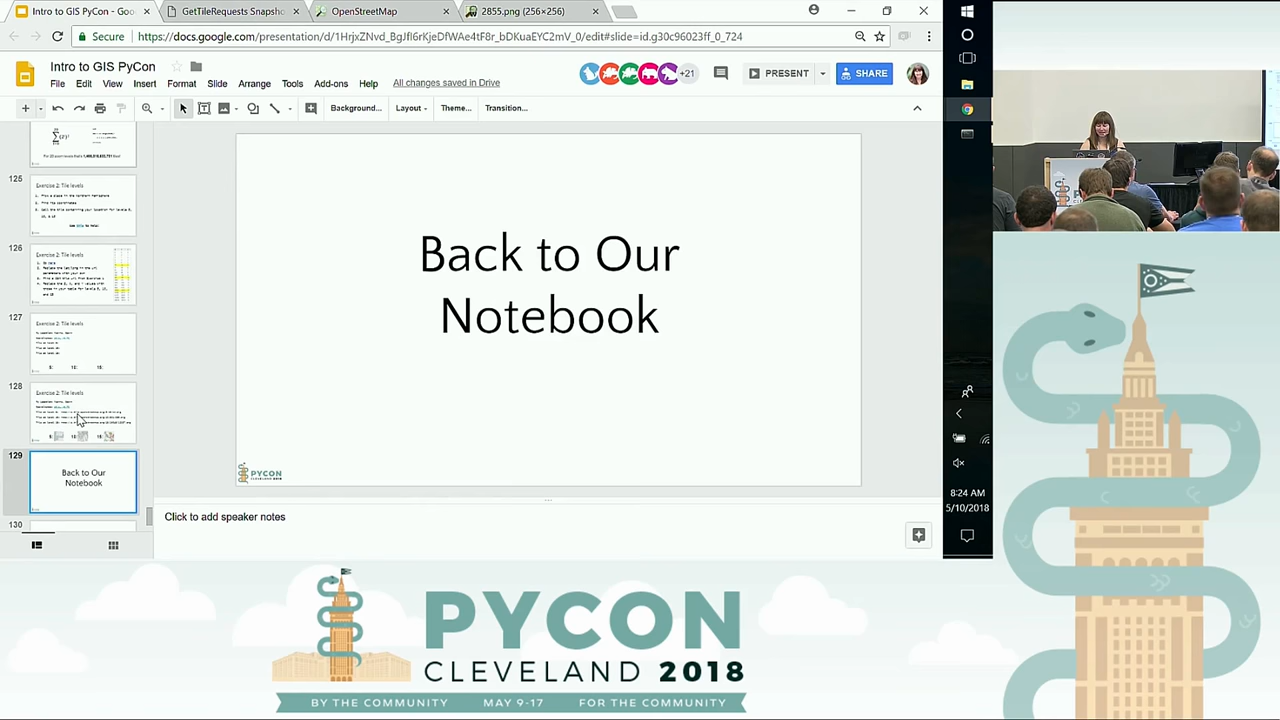 Intro to GIS PyCon - Goo
GetTileRequests Snapsho
OpenStreetMap
2855.png (256×256)
Secure
https://docs.google.com/presentation/d/1HrjxZNvd_BgJfI6rKjeDfWAe4tF8r_bDKuaEYC2mV_0/edit#slide=id.g30c96023ff_0_724
Intro to GIS PyCon
File Edit View Insert Format Slide Arrange Tools Add-ons Help All changes saved in Drive
+21
PRESENT
SHARE
Background... Layout Theme... Transition...
125
Exercise 2: Tile levels
126
Exercise 2: Tile levels
127
Exercise 2: Tile levels
128
Exercise 2: Tile levels
129
Back to Our
Notebook
130
Back to Our
Notebook
PYCON
CLEVELAND 2018
Click to add speaker notes
8:24 AM
5/10/2018
PYCON
CLEVELAND 2018
BY THE COMMUNITY MAY 9-17 FOR THE COMMUNITY